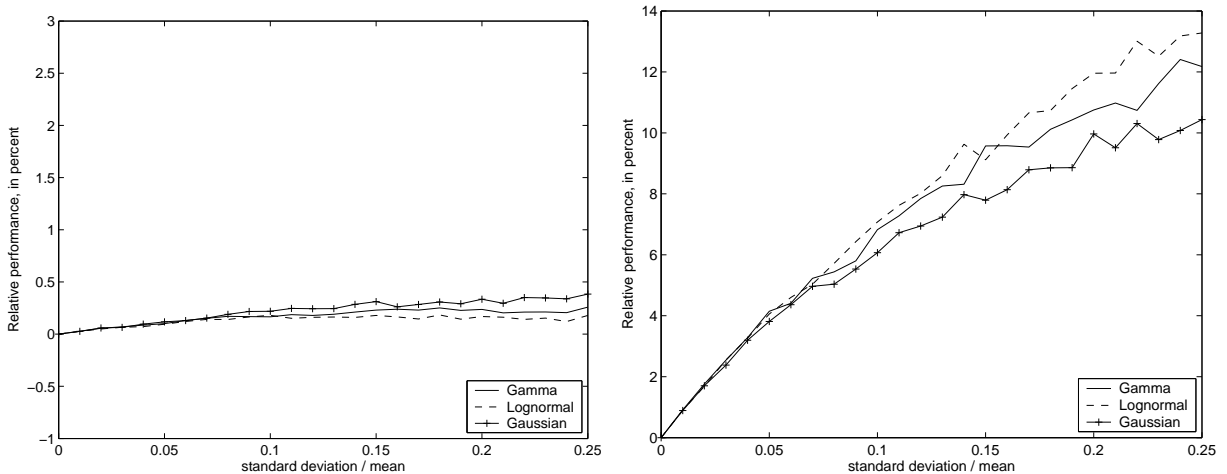 3
2.5
2
1.5
1
0.5
0
−0.5
−1
Relative performance, in percent
0 0.05 0.1 0.15 0.2 0.25
standard deviation / mean
Gamma
Lognormal
Gaussian
14
12
10
8
6
4
2
0
Relative performance, in percent
0 0.05 0.1 0.15 0.2 0.25
standard deviation / mean
Gamma
Lognormal
Gaussian